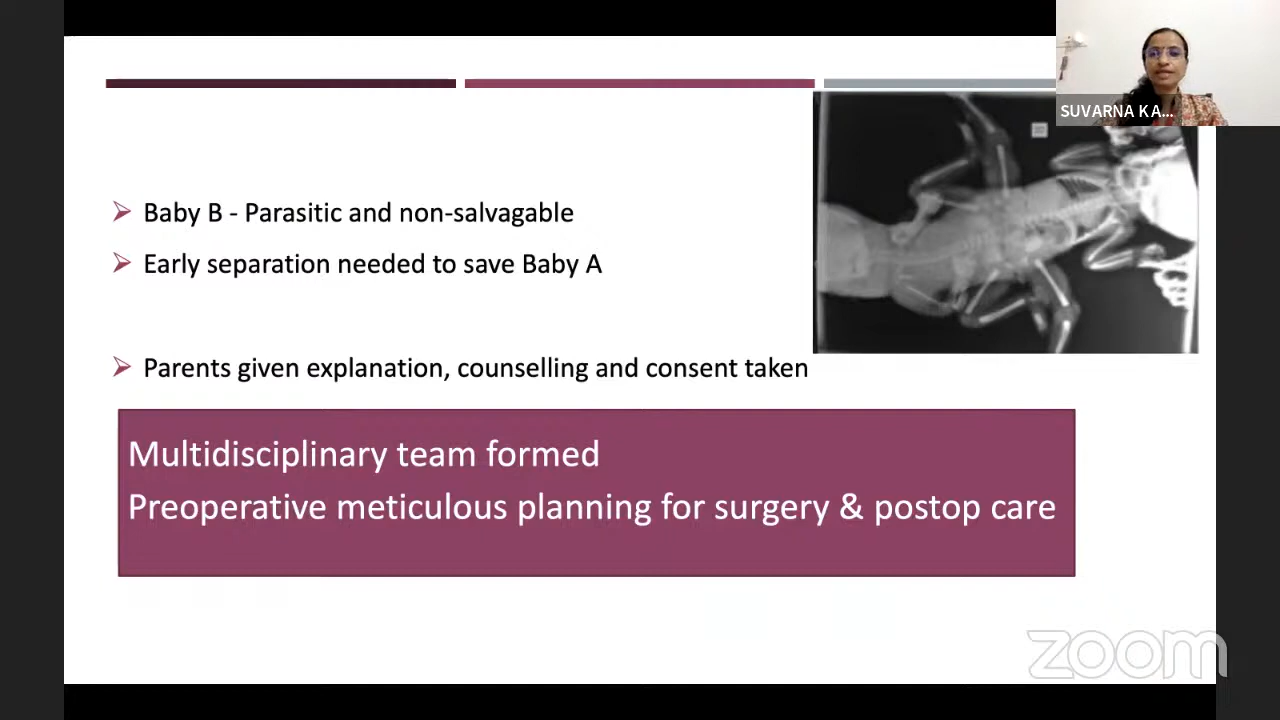 SUVARNA K A...
Baby B - Parasitic and non-salvagable
Early separation needed to save Baby A
Parents given explanation, counselling and consent taken
Multidisciplinary team formed
Preoperative meticulous planning for surgery & postop care
zoom